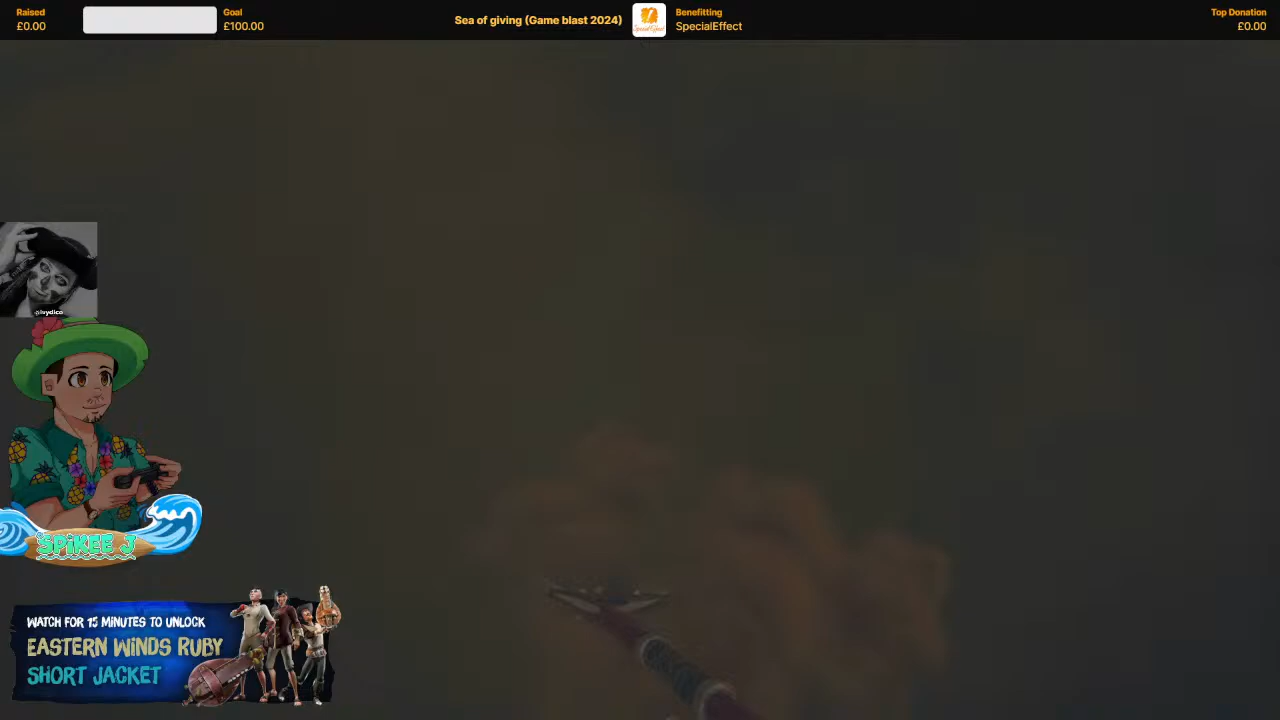 Raised
£0.00
Goal
£100.00
Sea of giving (Game blast 2024)
SpecialEffect
Benefitting
SpecialEffect
Top Donation
£0.00
SPIKEE J
WATCH FOR 15 MINUTES TO UNLOCK
EASTERN WINDS RUBY
SHORT JACKET